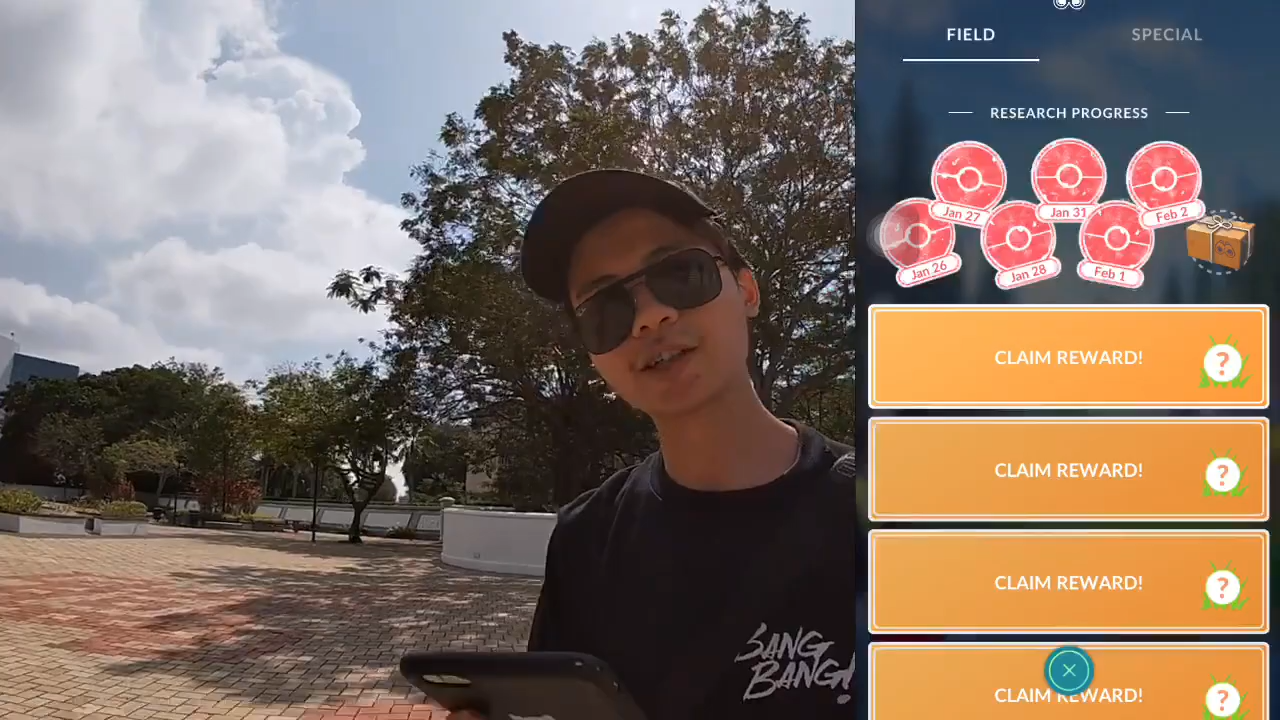 SANG
BANG!
FIELD
SPECIAL
RESEARCH PROGRESS
Jan 27
Jan 31
Feb 2
Jan 26
Jan 28
Feb 1
CLAIM REWARD!
?
CLAIM REWARD!
?
CLAIM REWARD!
?
CLAIM REWARD!
?